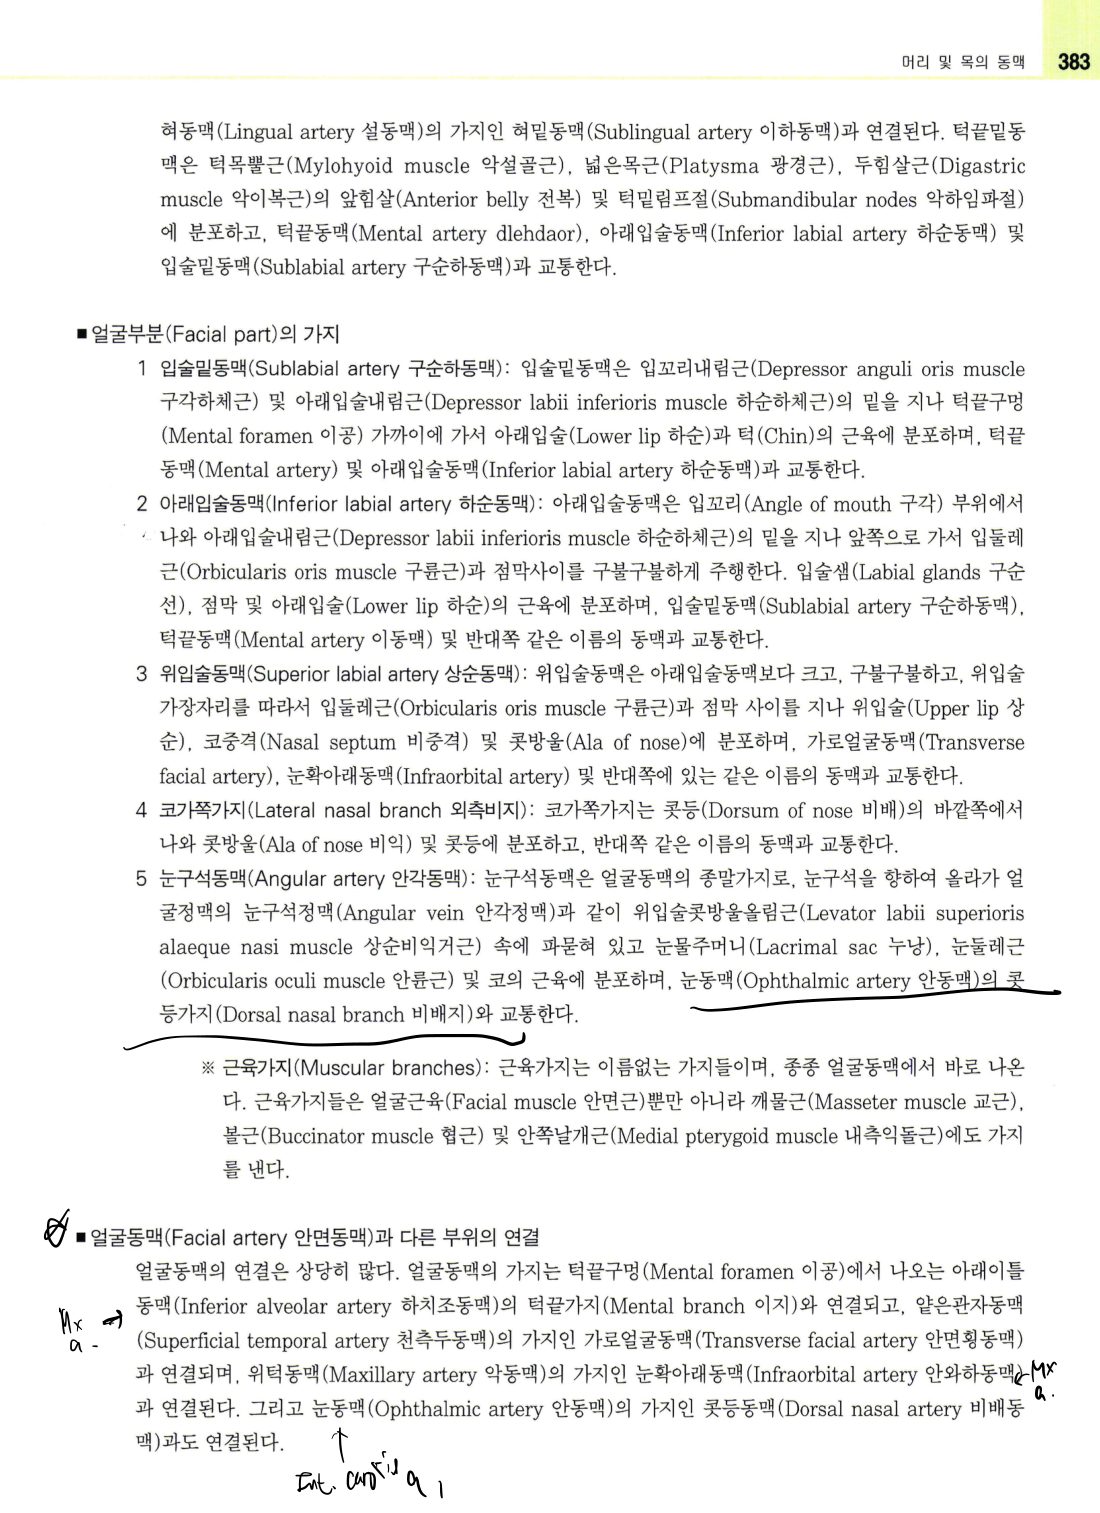 머리 및 목의 동맥 383
혀동맥(Lingual artery 설동맥)의 가지인 혀밑동맥(Sublingual artery 이하동맥)과 연결된다. 턱끝밑동
맥은 턱목뿔근(Mylohyoid muscle 악설골근), 넓은목근(Platysma 광경근), 두힘살근(Digastric
muscle 악이복근)의 앞힘살(Anterior belly 전복) 및 턱밑림프절(Submandibular nodes 악하임파절)
에 분포하고, 턱끝동맥(Mental artery dlehdaor), 아래입술동맥(Inferior labial artery 하순동맥) 및
입술밑동맥(Sublabial artery 구순하동맥)과 교통한다.
■ 얼굴부분(Facial part)의 가지
1 입술밑동맥(Sublabial artery 구순하동맥): 입술밑동맥은 입꼬리내림근(Depressor anguli oris muscle
구각하체근) 및 아래입술내림근(Depressor labii inferioris muscle 하순하체근)의 밑을 지나 턱끝구멍
(Mental foramen 이공) 가까이에 가서 아래입술(Lower lip 하순)과 턱(Chin)의 근육에 분포하며, 턱끝
동맥(Mental artery) 및 아래입술동맥(Inferior labial artery 하순동맥)과 교통한다.
2 아래입술동맥(Inferior labial artery 하순동맥): 아래입술동맥은 입꼬리(Angle of mouth 구각) 부위에서
나와 아래입술내림근(Depressor labii inferioris muscle 하순하체근)의 밑을 지나 앞쪽으로 가서 입둘레
근(Orbicularis oris muscle 구륜근)과 점막사이를 구불구불하게 주행한다. 입술샘(Labial glands 구순
선), 점막 및 아래입술(Lower lip 하순)의 근육에 분포하며, 입술밑동맥(Sublabial artery 구순하동맥),
턱끝동맥(Mental artery 이동맥) 및 반대쪽 같은 이름의 동맥과 교통한다.
3 위입술동맥(Superior labial artery 상순동맥): 위입술동맥은 아래입술동맥보다 크고, 구불구불하고, 위입술
가장자리를 따라서 입둘레근(Orbicularis oris muscle 구륜근)과 점막 사이를 지나 위입술(Upper lip 상
순), 코중격(Nasal septum 비중격) 및 콧방울(Ala of nose)에 분포하며, 가로얼굴동맥(Transverse
facial artery), 눈확아래동맥(Infraorbital artery) 및 반대쪽에 있는 같은 이름의 동맥과 교통한다.
4 코가쪽가지(Lateral nasal branch 외측비지): 코가쪽가지는 콧등(Dorsum of nose 비배)의 바깥쪽에서
나와 콧방울(Ala of nose 비익) 및 콧등에 분포하고, 반대쪽 같은 이름의 동맥과 교통한다.
5 눈구석동맥(Angular artery 안각동맥): 눈구석동맥은 얼굴동맥의 종말가지로, 눈구석을 향하여 올라가 얼
굴정맥의 눈구석정맥(Angular vein 안각정맥)과 같이 위입술콧방울올림근(Levator labii superioris
alaeque nasi muscle 상순비익거근) 속에 파묻혀 있고 눈물주머니(Lacrimal sac 누낭), 눈둘레근
(Orbicularis oculi muscle 안륜근) 및 코의 근육에 분포하며, 눈동맥(Ophthalmic artery 안동맥)의 콧
등가지(Dorsal nasal branch 비배지)와 교통한다.
※ 근육가지(Muscular branches): 근육가지는 이름없는 가지들이며, 종종 얼굴동맥에서 바로 나온
다. 근육가지들은 얼굴근육(Facial muscle 안면근)뿐만 아니라 깨물근(Masseter muscle 교근),
볼근(Buccinator muscle 협근) 및 안쪽날개근(Medial pterygoid muscle 내측익돌근)에도 가지
를 낸다.
■ 얼굴동맥(Facial artery 안면동맥)과 다른 부위의 연결
얼굴동맥의 연결은 상당히 많다. 얼굴동맥의 가지는 턱끝구멍(Mental foramen 이공)에서 나오는 아래이틀
동맥(Inferior alveolar artery 하치조동맥)의 턱끝가지(Mental branch 이지)와 연결되고, 얕은관자동맥
Mx →
(Superficial temporal artery 천측두동맥)의 가지인 가로얼굴동맥(Transverse facial artery 안면횡동맥)
a.
과 연결되며, 위턱동맥(Maxillary artery 악동맥)의 가지인 눈확아래동맥(Infraorbital artery 안와하동맥)
← Mx
a.
과 연결된다. 그리고 눈동맥(Ophthalmic artery 안동맥)의 가지인 콧등동맥(Dorsal nasal artery 비배동
맥)과도 연결된다.
↑
Int. carotid a.